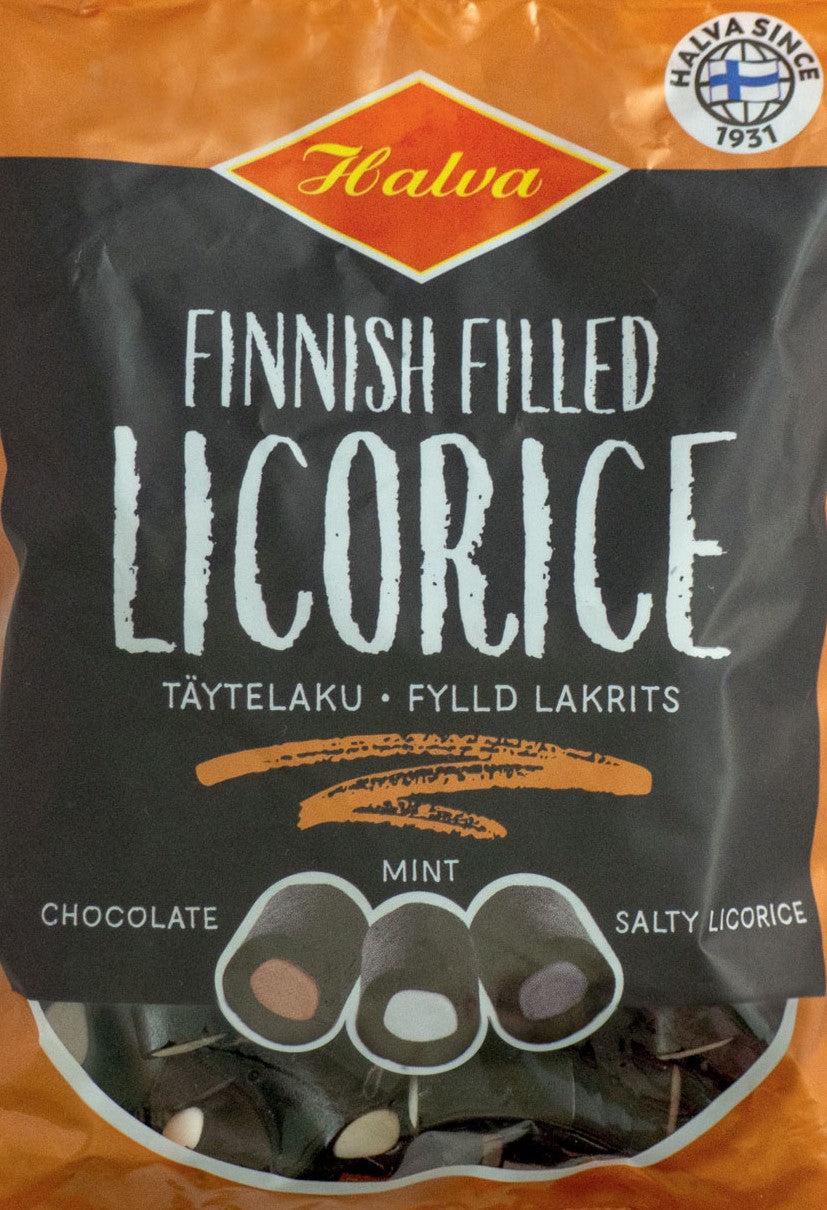 HALVA SINCE
1931
Halva
FINNISH FILLED
LICORICE
TÄYTELAKU • FYLLD LAKRITS
MINT
CHOCOLATE
SALTY LICORICE